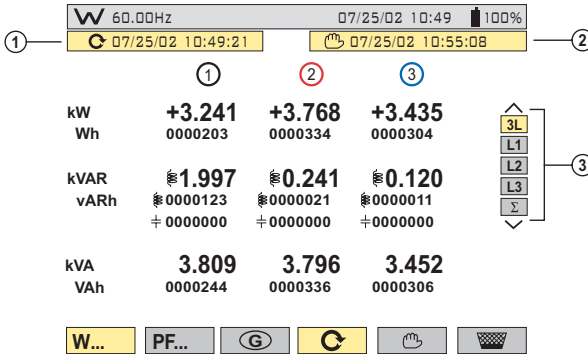 W 60.00Hz 07/25/02 10:49 100%
1 07/25/02 10:49:21 07/25/02 10:55:08 2
1 2 3
kW +3.241 +3.768 +3.435
Wh 0000203 0000334 0000304
3L
L1
L2 3
L3
Σ
kVAR 1.997 0.241 0.120
vARh 0000123 0000021 0000011
0000000 0000000 0000000
kVA 3.809 3.796 3.452
VAh 0000244 0000336 0000306
W... PF... G